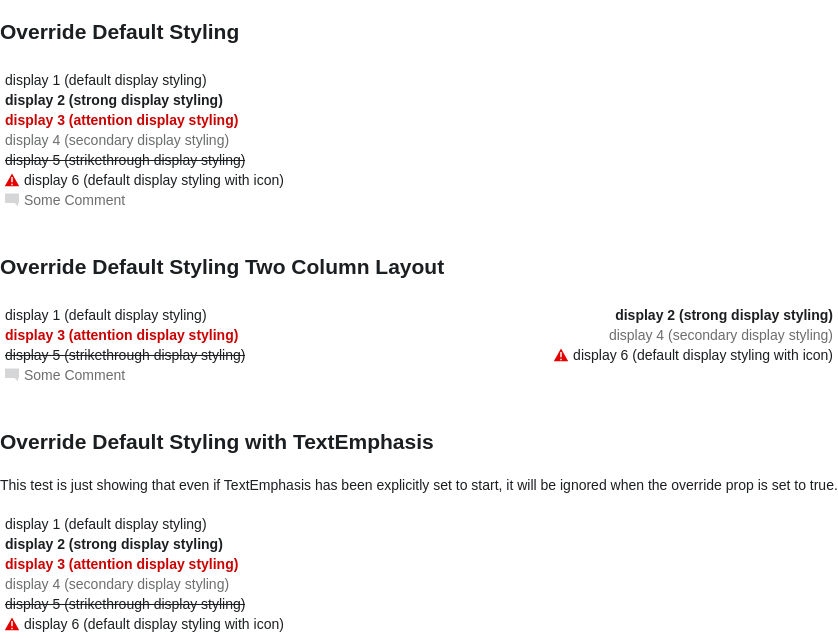 Override Default Styling
display 1 (default display styling)
display 2 (strong display styling)
display 3 (attention display styling)
display 4 (secondary display styling)
display 5 (strikethrough display styling)
display 6 (default display styling with icon)
Some Comment
Override Default Styling Two Column Layout
display 1 (default display styling)
display 2 (strong display styling)
display 3 (attention display styling)
display 4 (secondary display styling)
display 5 (strikethrough display styling)
display 6 (default display styling with icon)
Some Comment
Override Default Styling with TextEmphasis
This test is just showing that even if TextEmphasis has been explicitly set to start, it will be ignored when the override prop is set to true.
display 1 (default display styling)
display 2 (strong display styling)
display 3 (attention display styling)
display 4 (secondary display styling)
display 5 (strikethrough display styling)
display 6 (default display styling with icon)